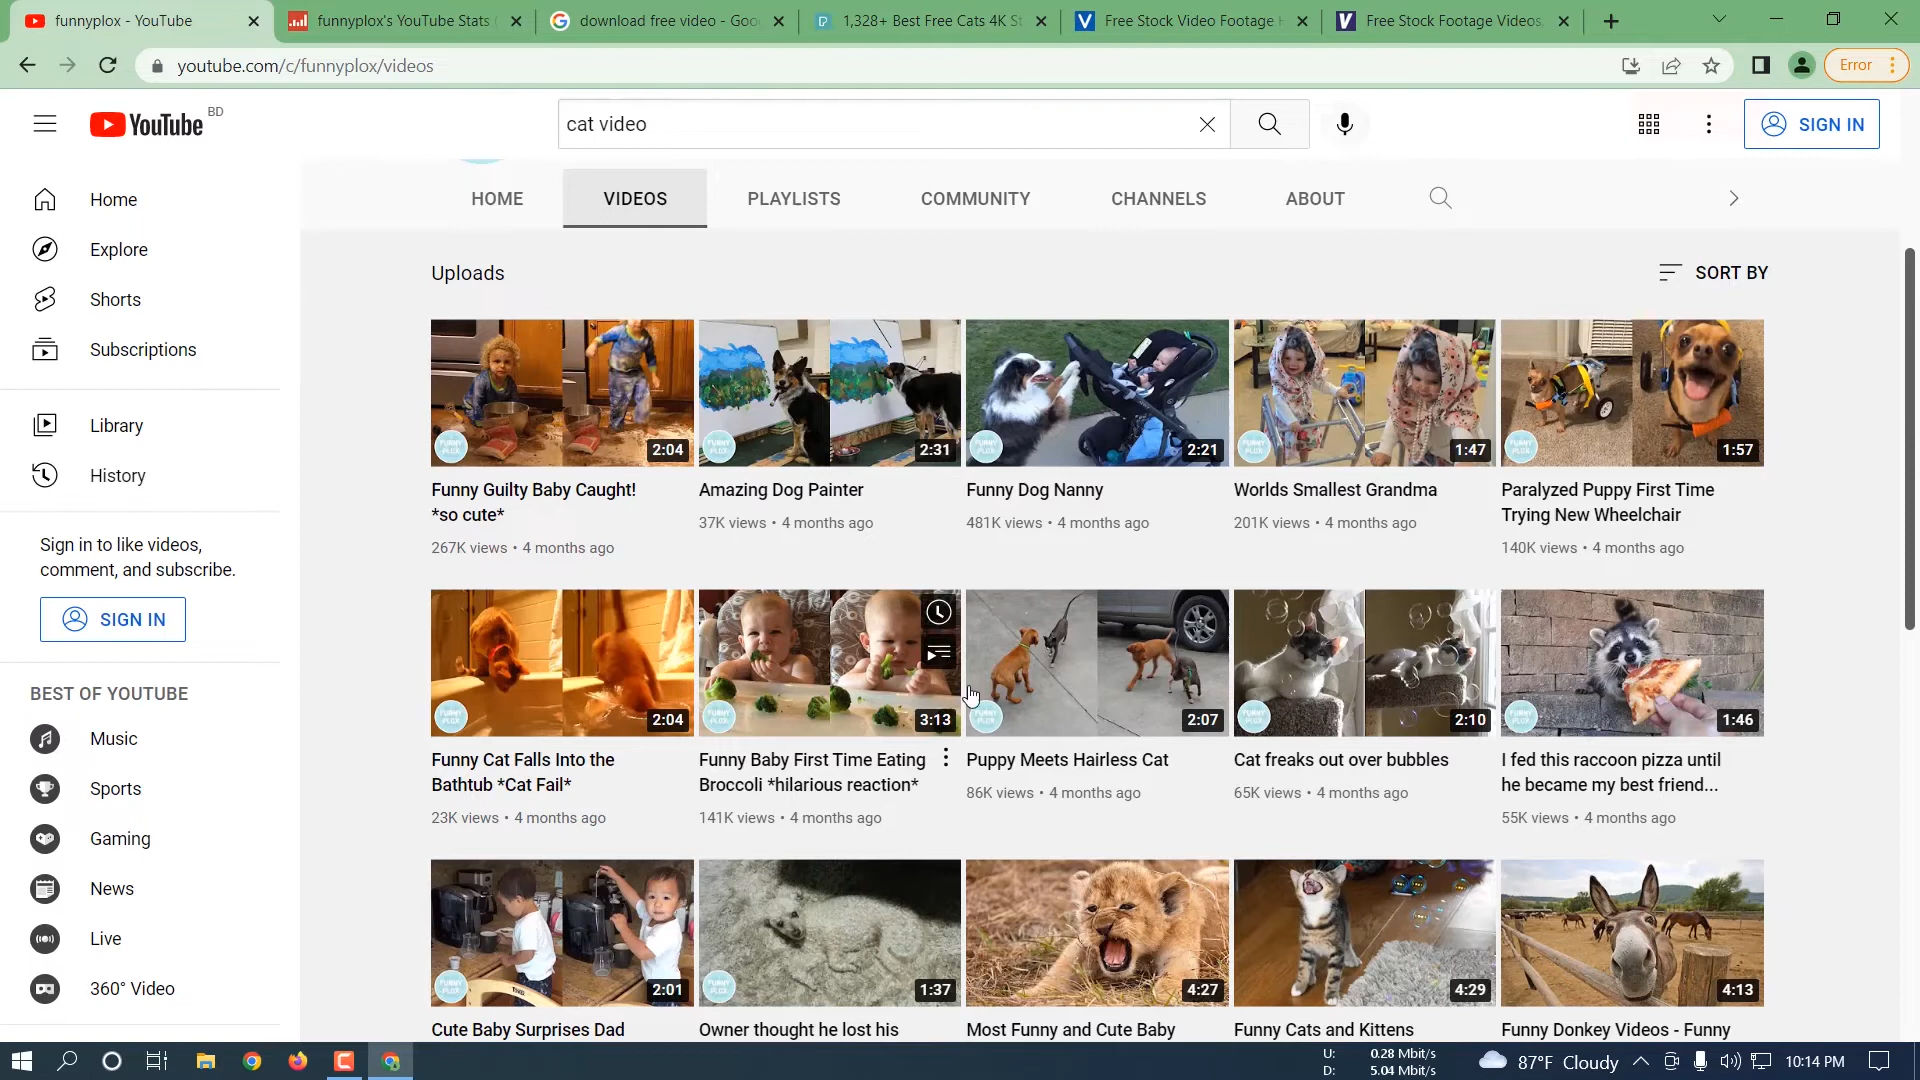 funnyplox - YouTube
funnyplox's YouTube Stats (
download free video - Goo
1,328+ Best Free Cats 4K St
Free Stock Video Footage H
Free Stock Footage Videos,
youtube.com/c/funnyplox/videos
Error
YouTube BD
cat video
SIGN IN
Home
Explore
Shorts
Subscriptions
Library
History
Sign in to like videos,
comment, and subscribe.
SIGN IN
BEST OF YOUTUBE
Music
Sports
Gaming
News
Live
360° Video
HOME
VIDEOS
PLAYLISTS
COMMUNITY
CHANNELS
ABOUT
Uploads
SORT BY
2:04
Funny Guilty Baby Caught!
*so cute*
267K views • 4 months ago
2:31
Amazing Dog Painter
37K views • 4 months ago
2:21
Funny Dog Nanny
481K views • 4 months ago
1:47
Worlds Smallest Grandma
201K views • 4 months ago
1:57
Paralyzed Puppy First Time
Trying New Wheelchair
140K views • 4 months ago
2:04
Funny Cat Falls Into the
Bathtub *Cat Fail*
23K views • 4 months ago
3:13
Funny Baby First Time Eating
Broccoli *hilarious reaction*
141K views • 4 months ago
2:07
Puppy Meets Hairless Cat
86K views • 4 months ago
2:10
Cat freaks out over bubbles
65K views • 4 months ago
1:46
I fed this raccoon pizza until
he became my best friend...
55K views • 4 months ago
2:01
Cute Baby Surprises Dad
1:37
Owner thought he lost his
4:27
Most Funny and Cute Baby
4:29
Funny Cats and Kittens
4:13
Funny Donkey Videos - Funny
U: 0.28 Mbit/s
D: 5.04 Mbit/s
87°F Cloudy
10:14 PM